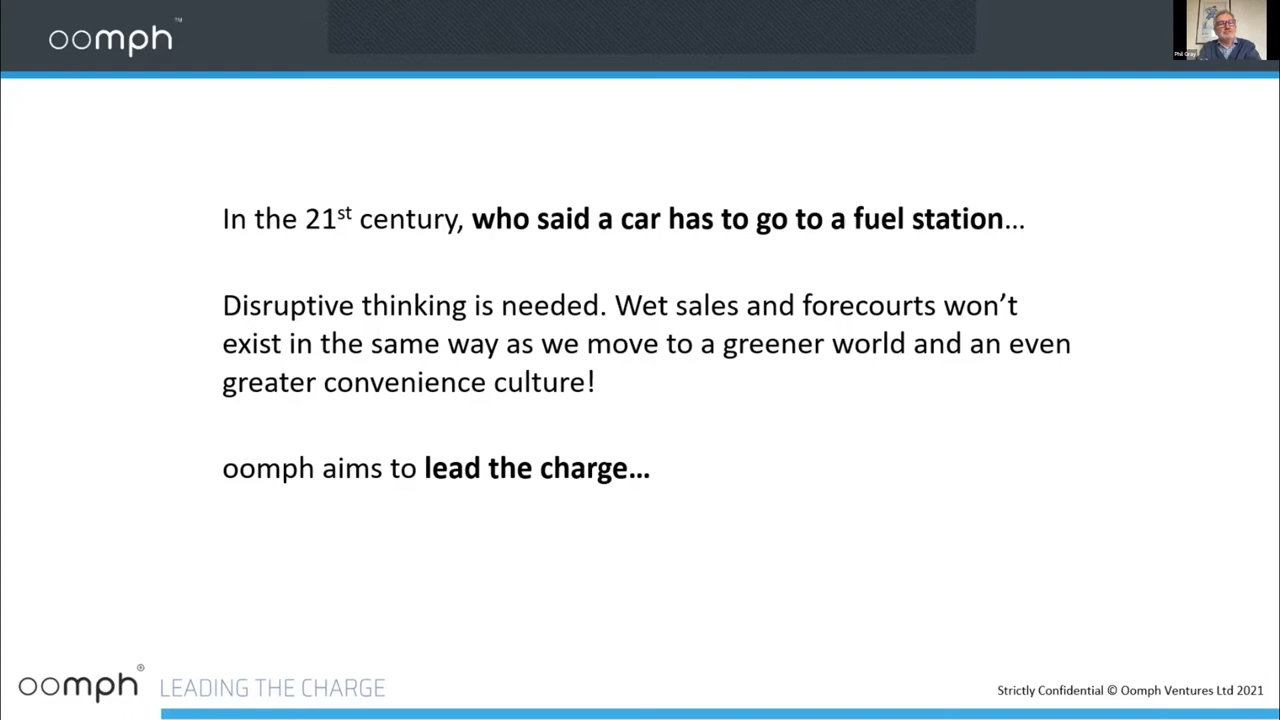 oomph™
Phil Gray
In the 21st century, who said a car has to go to a fuel station…
Disruptive thinking is needed. Wet sales and forecourts won’t
exist in the same way as we move to a greener world and an even
greater convenience culture!
oomph aims to lead the charge…
oomph® LEADING THE CHARGE
Strictly Confidential © Oomph Ventures Ltd 2021